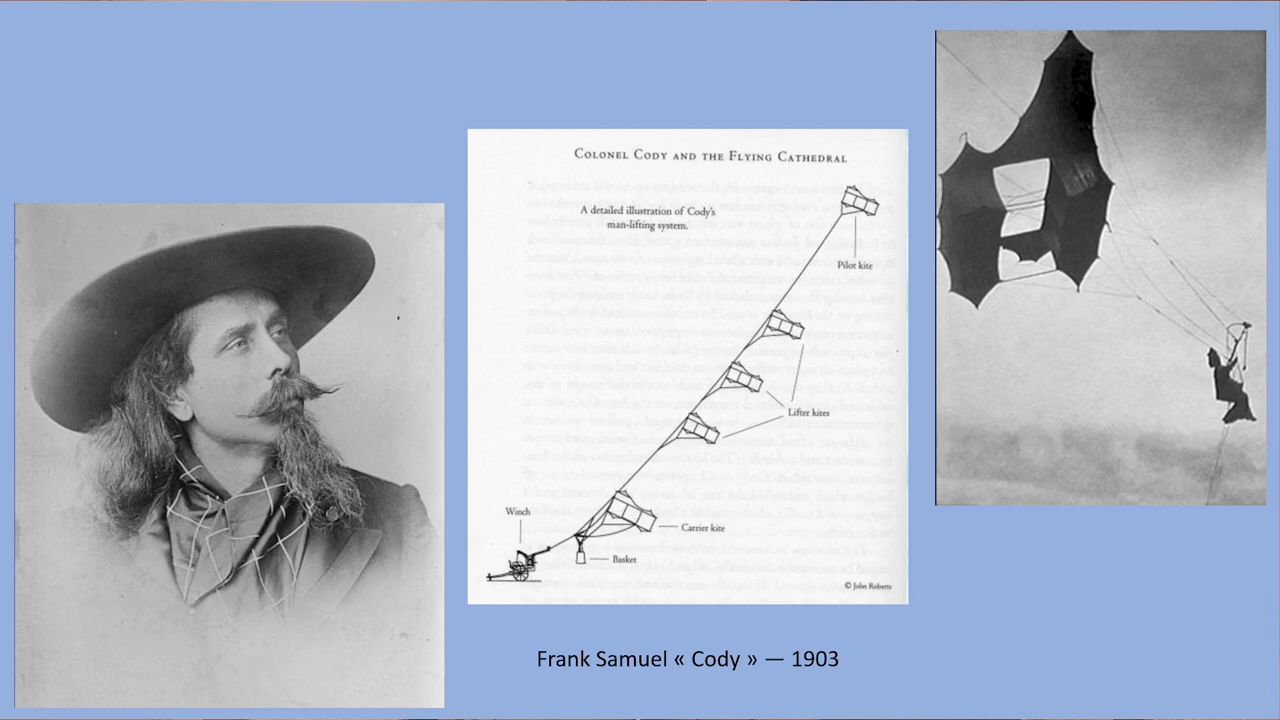 COLONEL CODY AND THE FLYING CATHEDRAL
A detailed illustration of Cody's
man-lifting system.
Pilot kite
Lifter kites
Winch
Carrier kite
Basket
© John Roberts
Frank Samuel « Cody » — 1903